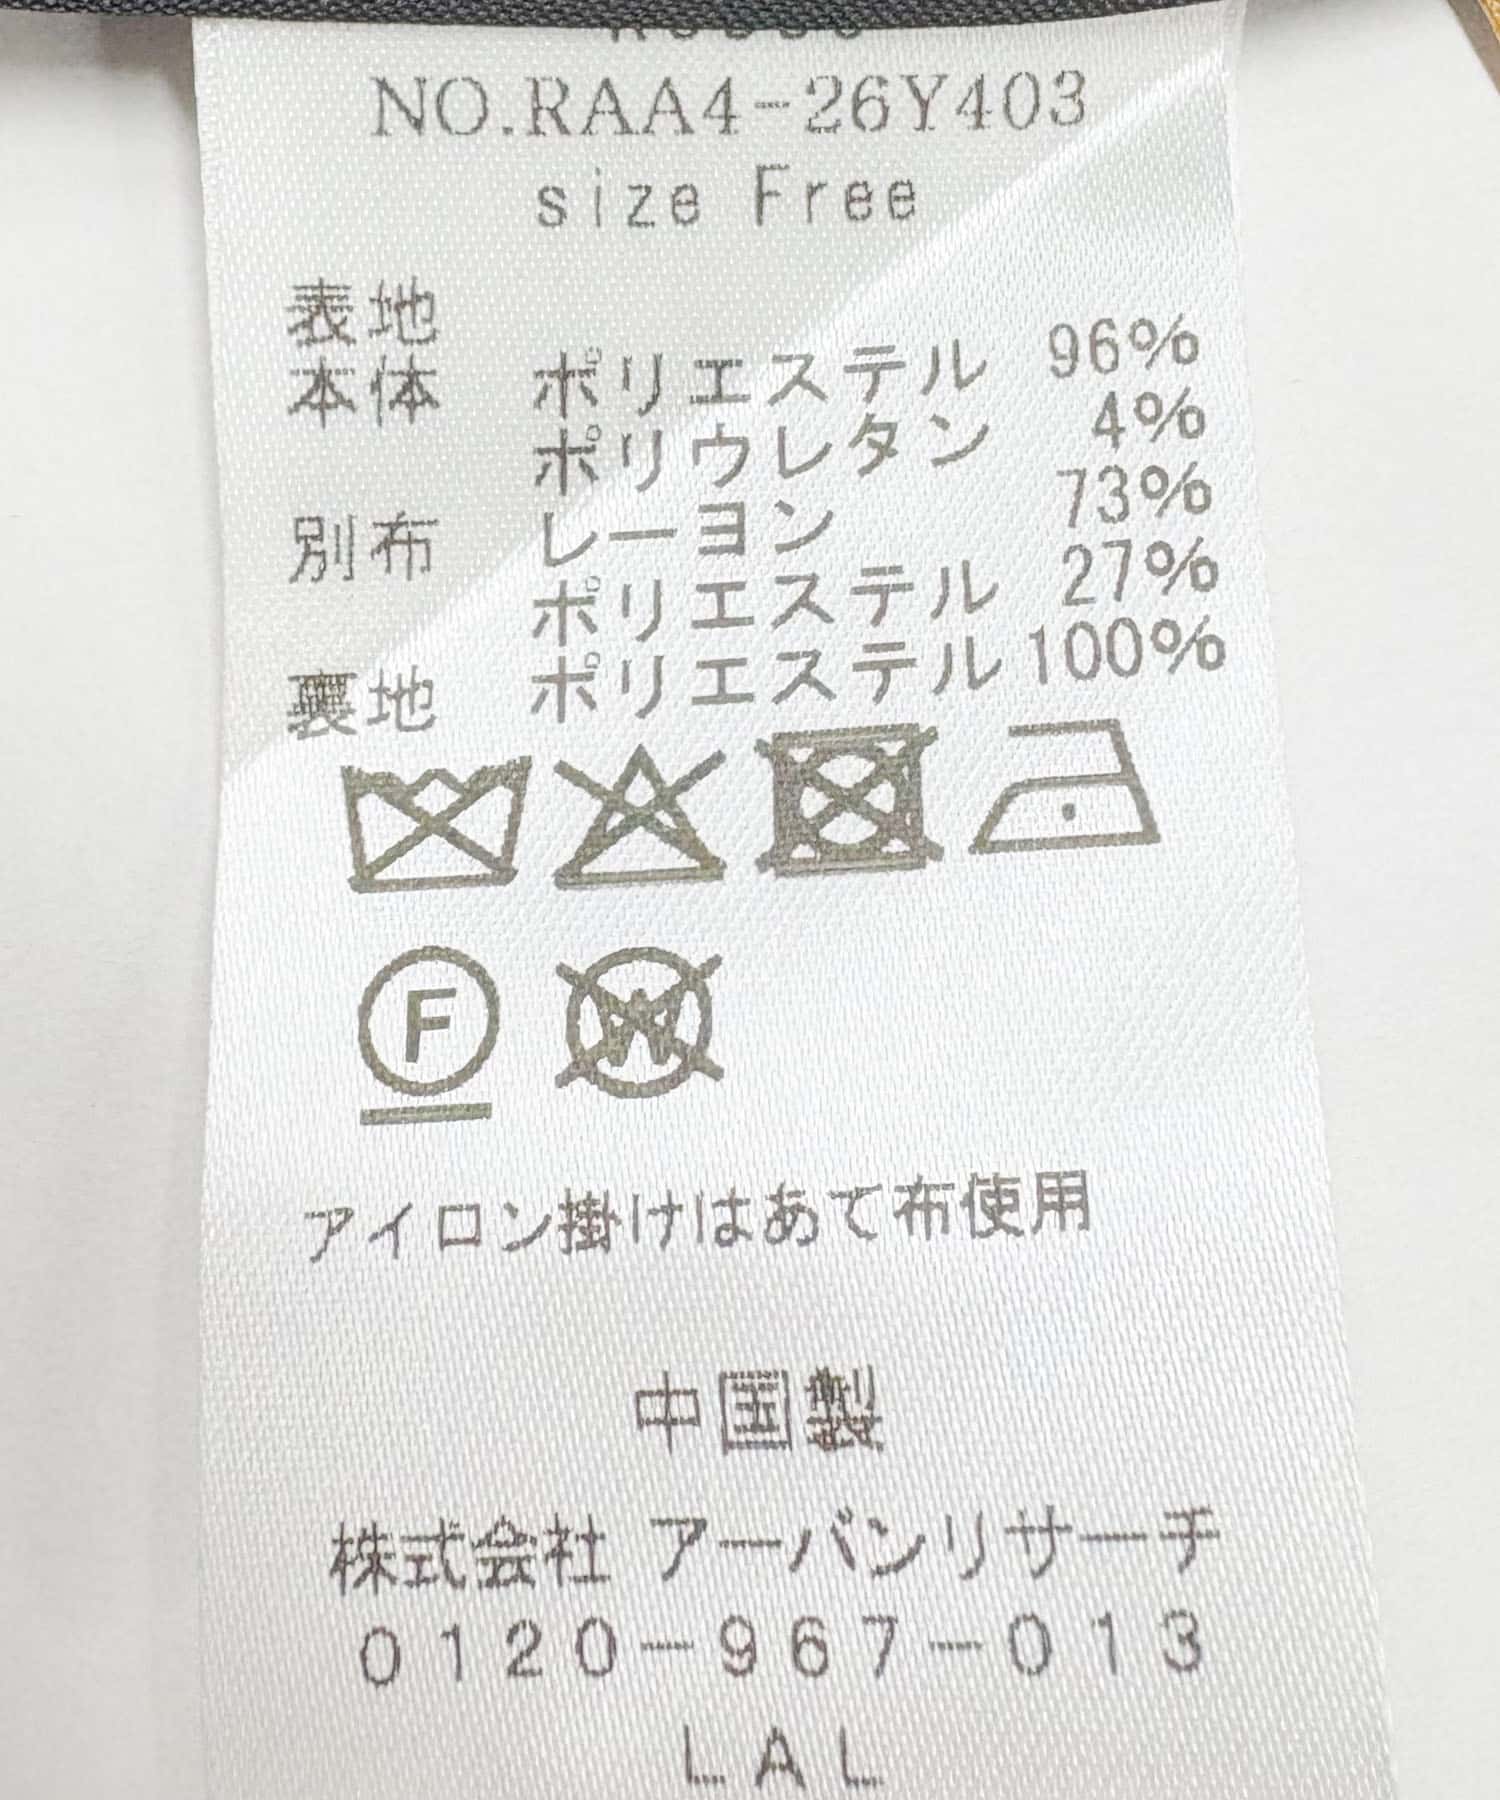 NO.RAA4-26Y403
size Free
表地
本体 ポリエステル 96%
ポリウレタン 4%
別布 レーヨン 73%
ポリエステル 27%
裏地 ポリエステル 100%
F
W
アイロン掛けはあて布使用
中国製
株式会社 アーバンリサーチ
0120-967-013
LAL